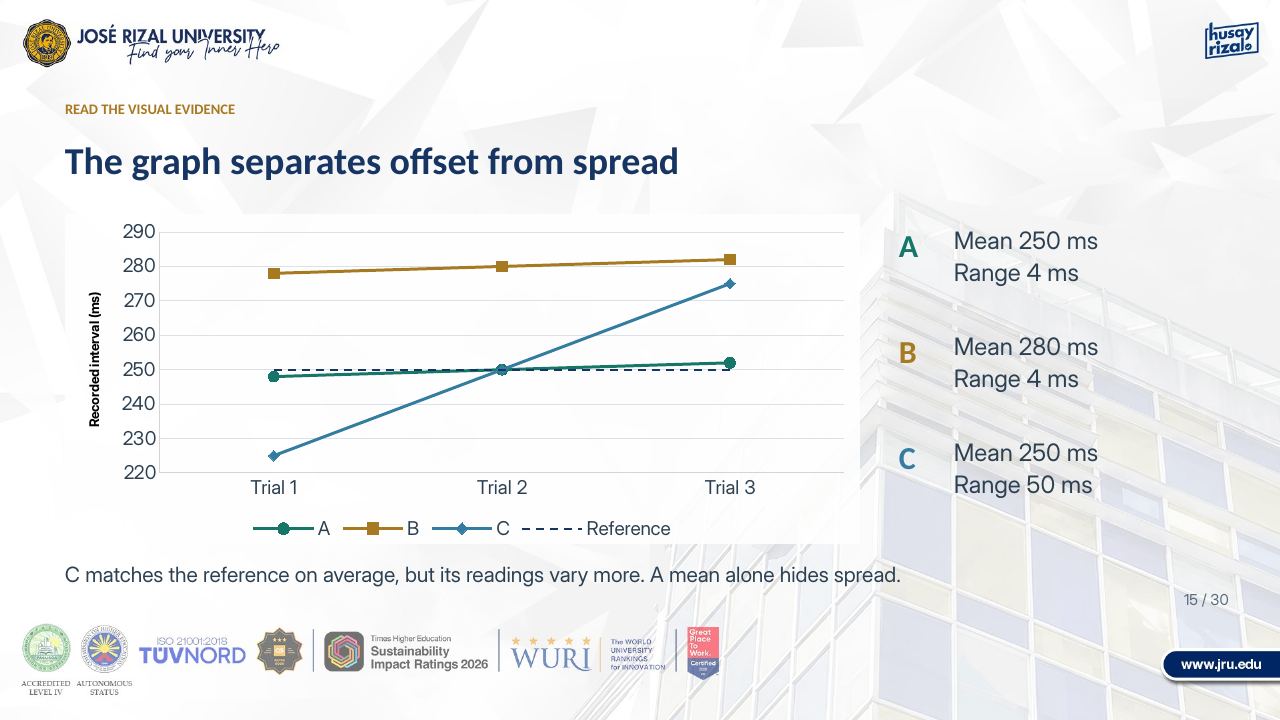 JOSÉ RIZAL UNIVERSITY
Find your Inner Hero
husay
rizal
READ THE VISUAL EVIDENCE
The graph separates offset from spread
290
280
270
260
250
240
230
220
Recorded interval (ms)
Trial 1
Trial 2
Trial 3
A
B
C
Reference
A
Mean 250 ms
Range 4 ms
B
Mean 280 ms
Range 4 ms
C
Mean 250 ms
Range 50 ms
C matches the reference on average, but its readings vary more. A mean alone hides spread.
15 / 30
ACCREDITED
LEVEL IV
AUTONOMOUS
STATUS
ISO 21001:2018
TÜVNORD
Times Higher Education
Sustainability
Impact Ratings 2026
WURI
The WORLD
UNIVERSITY
RANKINGS
for INNOVATION
Great
Place
To
Work.
Certified
www.jru.edu